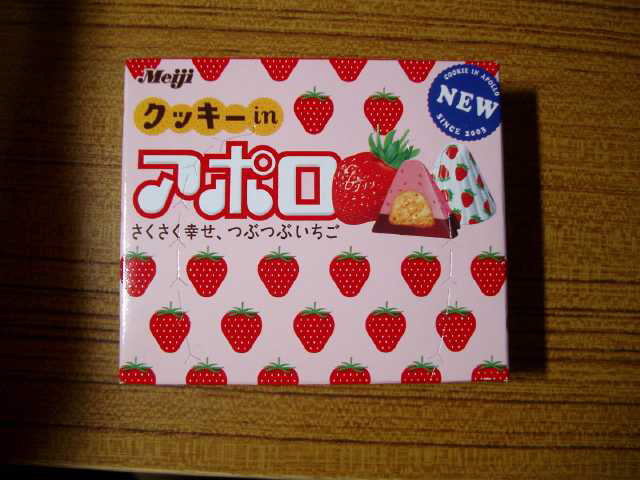 Meiji
クッキーin
アポロ
さくさく幸せ、つぶつぶいちご
COOKIE IN APOLLO
NEW
SINCE 2003